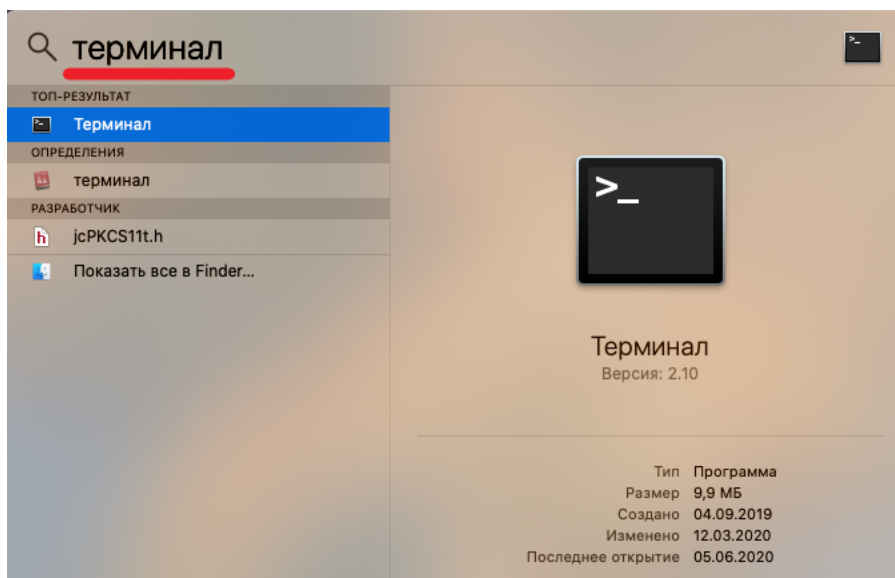 терминал
ТОП-РЕЗУЛЬТАТ
Терминал
ОПРЕДЕЛЕНИЯ
терминал
РАЗРАБОТЧИК
jcPKCS11t.h
Показать все в Finder...
Терминал
Версия: 2.10
Тип Программа
Размер 9,9 МБ
Создано 04.09.2019
Изменено 12.03.2020
Последнее открытие 05.06.2020